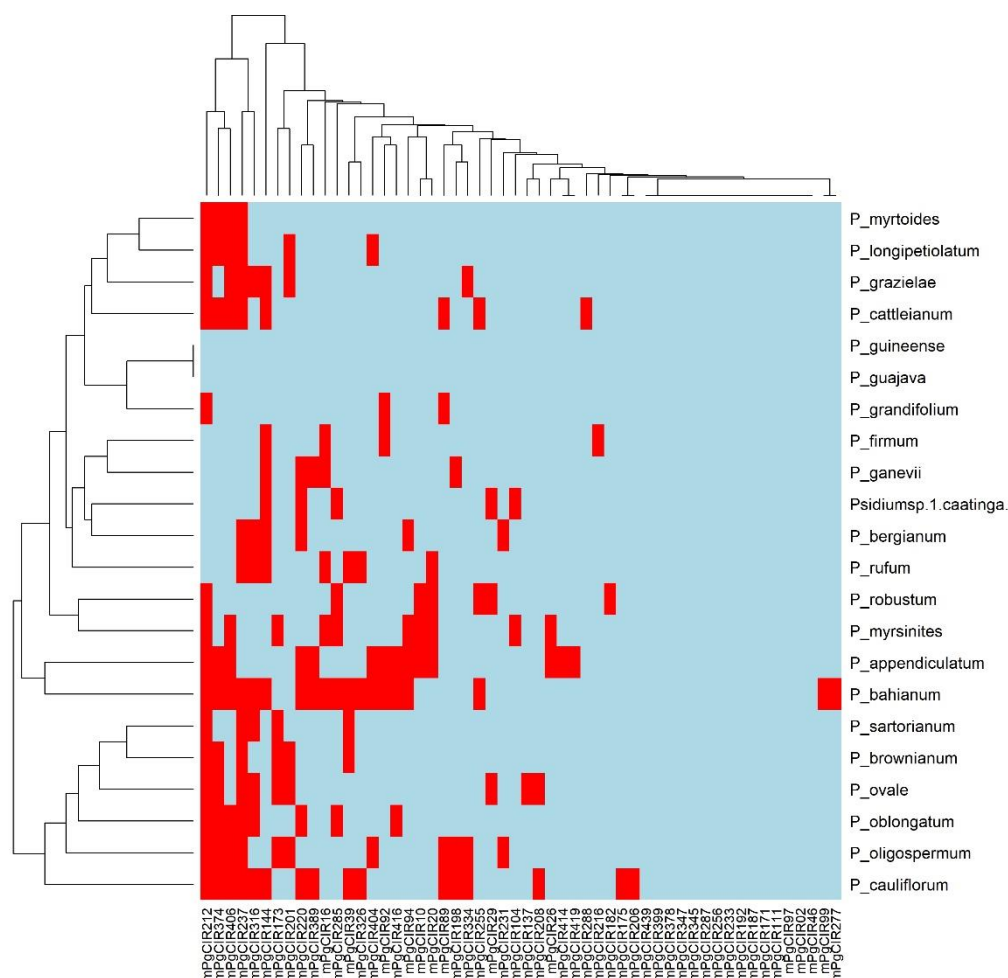 P_myrtoides
P_longipetiolatum
P_grazielae
P_cattleianum
P_guineense
P_guajava
P_grandifolium
P_firmum
P_ganevii
Psidiumsp.1.caatinga.
P_bergianum
P_rufum
P_robustum
P_myrsinites
P_appendiculatum
P_bahianum
P_sartorianum
P_brownianum
P_ovale
P_oblongatum
P_oligospermum
P_cauliflorum
mPgCIR212
mPgCIR374
mPgCIR406
mPgCIR237
mPgCIR316
mPgCIR144
mPgCIR173
mPgCIR201
mPgCIR220
mPgCIR389
mPgCIR16
mPgCIR285
mPgCIR39
mPgCIR326
mPgCIR404
mPgCIR92
mPgCIR416
mPgCIR94
mPgCIR10
mPgCIR20
mPgCIR89
mPgCIR198
mPgCIR334
mPgCIR255
mPgCIR29
mPgCIR231
mPgCIR104
mPgCIR137
mPgCIR208
mPgCIR26
mPgCIR414
mPgCIR419
mPgCIR288
mPgCIR216
mPgCIR182
mPgCIR175
mPgCIR206
mPgCIR439
mPgCIR399
mPgCIR378
mPgCIR347
mPgCIR345
mPgCIR287
mPgCIR256
mPgCIR233
mPgCIR192
mPgCIR187
mPgCIR171
mPgCIR111
mPgCIR97
mPgCIR02
mPgCIR46
mPgCIR99
mPgCIR277